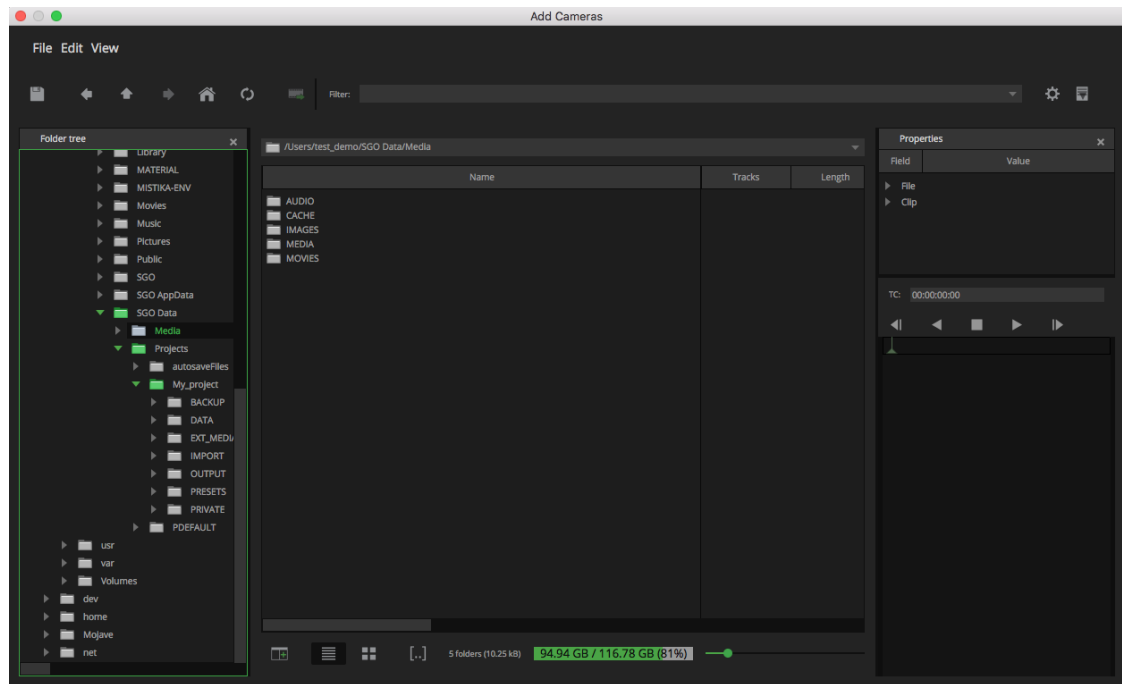 Add Cameras
File Edit View
Filter:
Folder tree
Library
MATERIAL
MISTIKA-ENV
Movies
Music
Pictures
Public
SGO
SGO AppData
SGO Data
Media
Projects
autosaveFiles
My_project
BACKUP
DATA
EXT_MEDI
IMPORT
OUTPUT
PRESETS
PRIVATE
PDEFAULT
usr
var
Volumes
dev
home
Mojave
net
/Users/test_demo/SGO Data/Media
Name Tracks Length
AUDIO
CACHE
IMAGES
MEDIA
MOVIES
[..] 5 folders (10.25 kB) 94.94 GB / 116.78 GB (81%)
Properties
Field Value
File
Clip
TC: 00:00:00:00